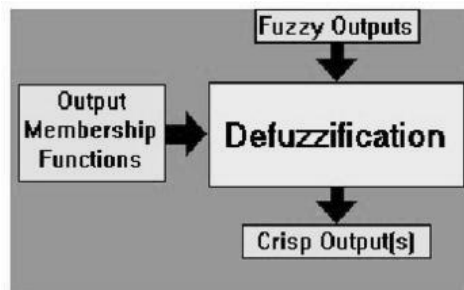 Fuzzy Outputs
Output
Membership
Functions
Defuzzification
Crisp Output(s)